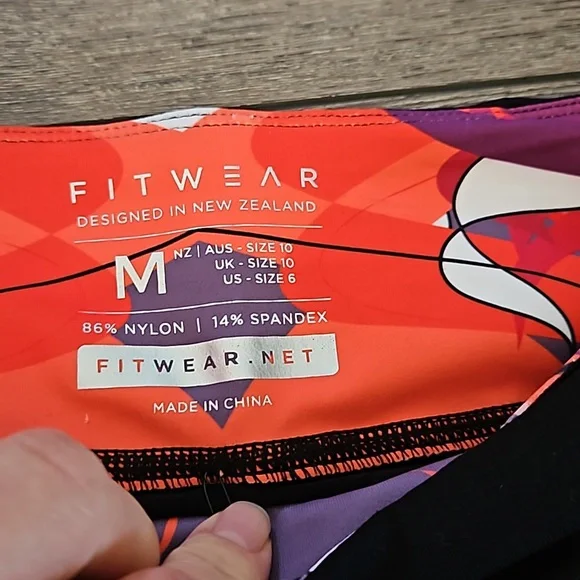 FITWEAR
DESIGNED IN NEW ZEALAND
M
NZ | AUS - SIZE 10
UK - SIZE 10
US - SIZE 6
86% NYLON | 14% SPANDEX
FITWEAR.NET
MADE IN CHINA